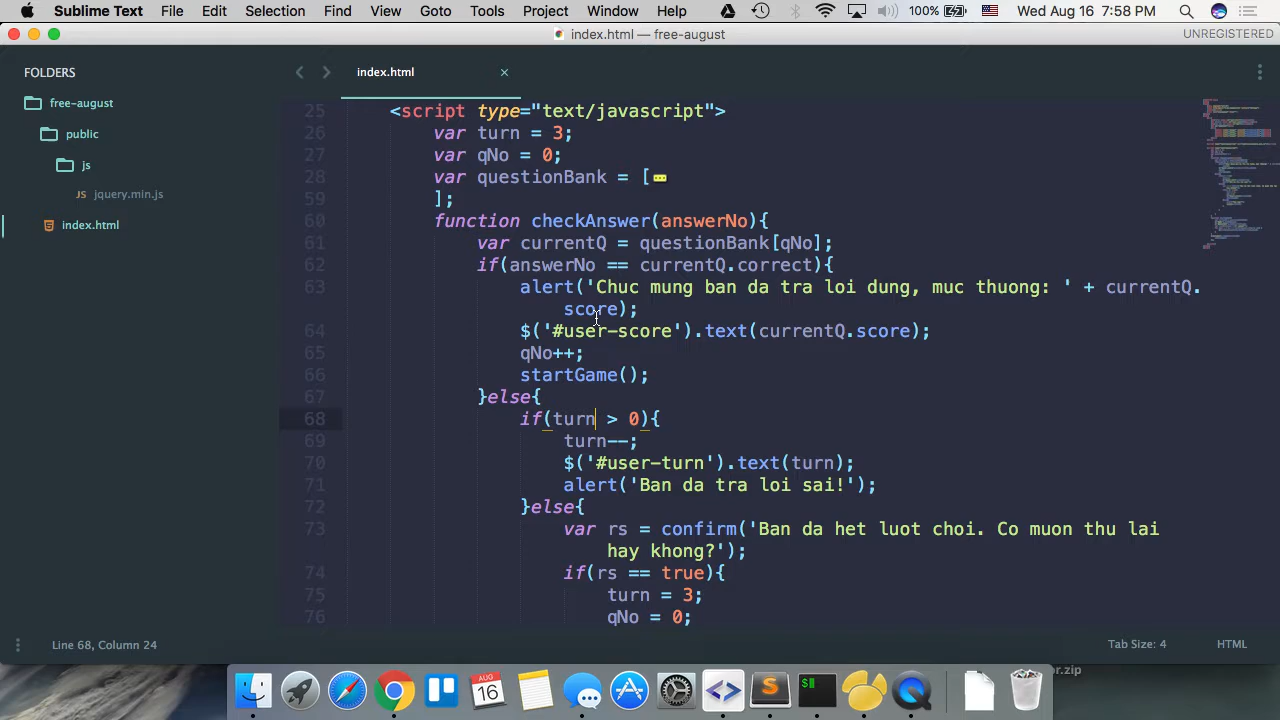 Sublime Text File Edit Selection Find View Goto Tools Project Window Help 100% Wed Aug 16 7:58 PM
index.html — free-august UNREGISTERED
FOLDERS
free-august
public
js
JS jquery.min.js
index.html
index.html ×
25 <script type="text/javascript">
26 var turn = 3;
27 var qNo = 0;
28 var questionBank = [
59 ];
60 function checkAnswer(answerNo){
61 var currentQ = questionBank[qNo];
62 if(answerNo == currentQ.correct){
63 alert('Chuc mung ban da tra loi dung, muc thuong: ' + currentQ.
score);
64 $('#user-score').text(currentQ.score);
65 qNo++;
66 startGame();
67 }else{
68 if(turn > 0){
69 turn--;
70 $('#user-turn').text(turn);
71 alert('Ban da tra loi sai!');
72 }else{
73 var rs = confirm('Ban da het luot choi. Co muon thu lai
hay khong?');
74 if(rs == true){
75 turn = 3;
76 qNo = 0;
Line 68, Column 24 Tab Size: 4 HTML
or.zip
AUG
16